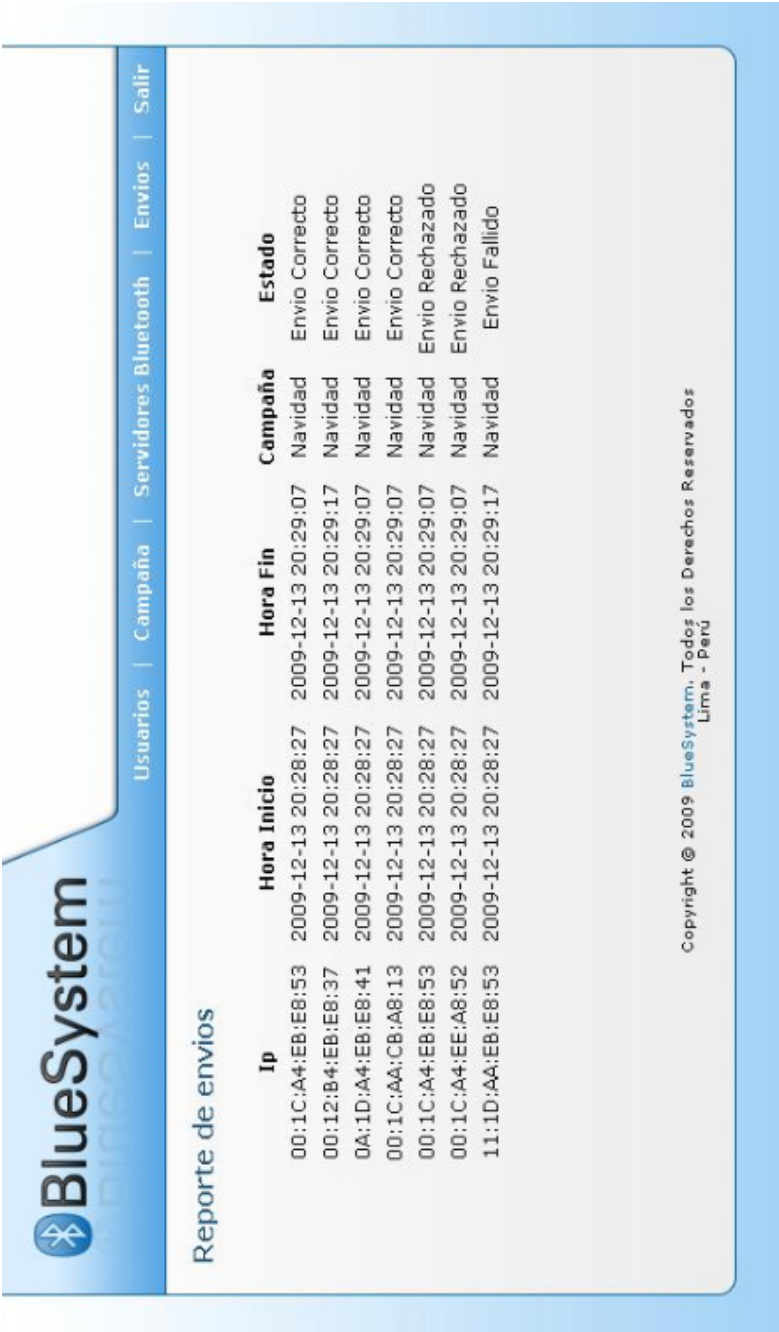 BlueSystem
Usuarios | Campaña | Servidores Bluetooth | Envios | Salir
Reporte de envios
Ip Hora Inicio Hora Fin Campaña Estado
00:1C:A4:EB:E8:53 2009-12-13 20:28:27 2009-12-13 20:29:07 Navidad Envio Correcto
00:12:B4:EB:E8:37 2009-12-13 20:28:27 2009-12-13 20:29:17 Navidad Envio Correcto
0A:1D:A4:EB:E8:41 2009-12-13 20:28:27 2009-12-13 20:29:07 Navidad Envio Correcto
00:1C:AA:CB:A8:13 2009-12-13 20:28:27 2009-12-13 20:29:07 Navidad Envio Correcto
00:1C:A4:EB:E8:53 2009-12-13 20:28:27 2009-12-13 20:29:07 Navidad Envio Rechazado
00:1C:A4:EE:A8:52 2009-12-13 20:28:27 2009-12-13 20:29:07 Navidad Envio Rechazado
11:1D:AA:EB:E8:53 2009-12-13 20:28:27 2009-12-13 20:29:17 Navidad Envio Fallido
Copyright © 2009 BlueSystem. Todos los Derechos Reservados
Lima - Perú